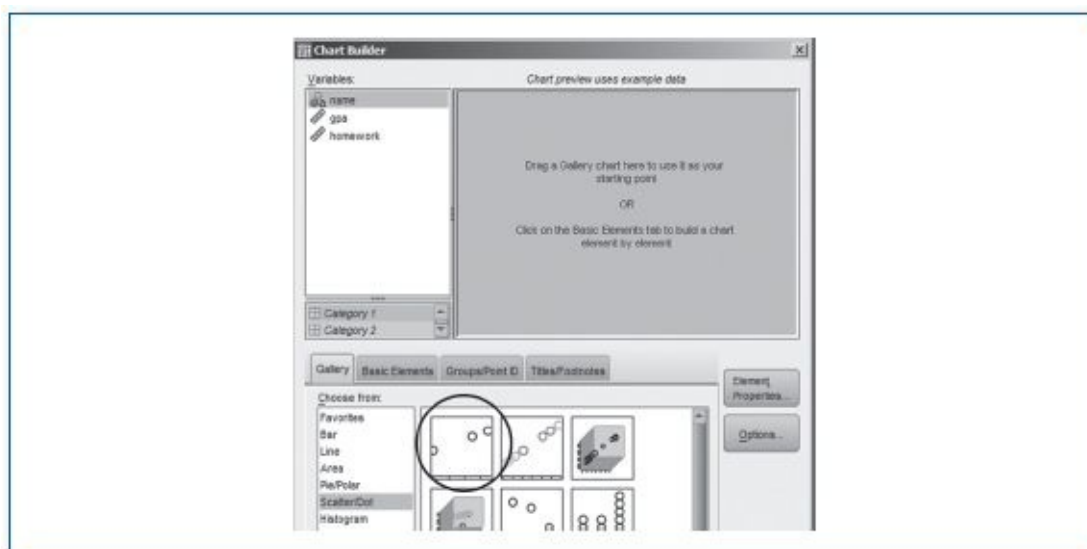 Chart Builder
Variables:
Chart preview uses example data
name
gpa
homework
Drag a Gallery chart here to use it as your
starting point
OR
Click on the Basic Elements tab to build a chart
element by element
Category 1
Category 2
Gallery
Basic Elements
Groups/Point ID
Titles/Footnotes
Element
Properties...
Choose from:
Favorites
Bar
Line
Area
Pie/Polar
Scatter/Dot
Histogram
Options...